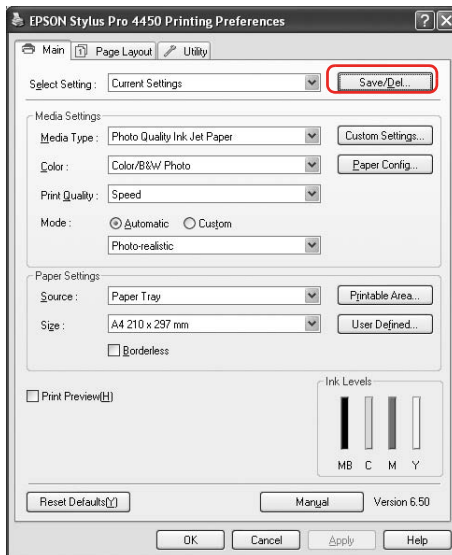 EPSON Stylus Pro 4450 Printing Preferences
Main Page Layout Utility
Select Setting : Current Settings Save/Del...
Media Settings
Media Type : Photo Quality Ink Jet Paper Custom Settings...
Color : Color/B&W Photo Paper Config...
Print Quality : Speed
Mode : Automatic Custom
Photo-realistic
Paper Settings
Source : Paper Tray Printable Area...
Size : A4 210 x 297 mm User Defined...
Borderless
Print Preview(H)
Ink Levels
MB C M Y
Reset Defaults(Y) Manual Version 6.50
OK Cancel Apply Help